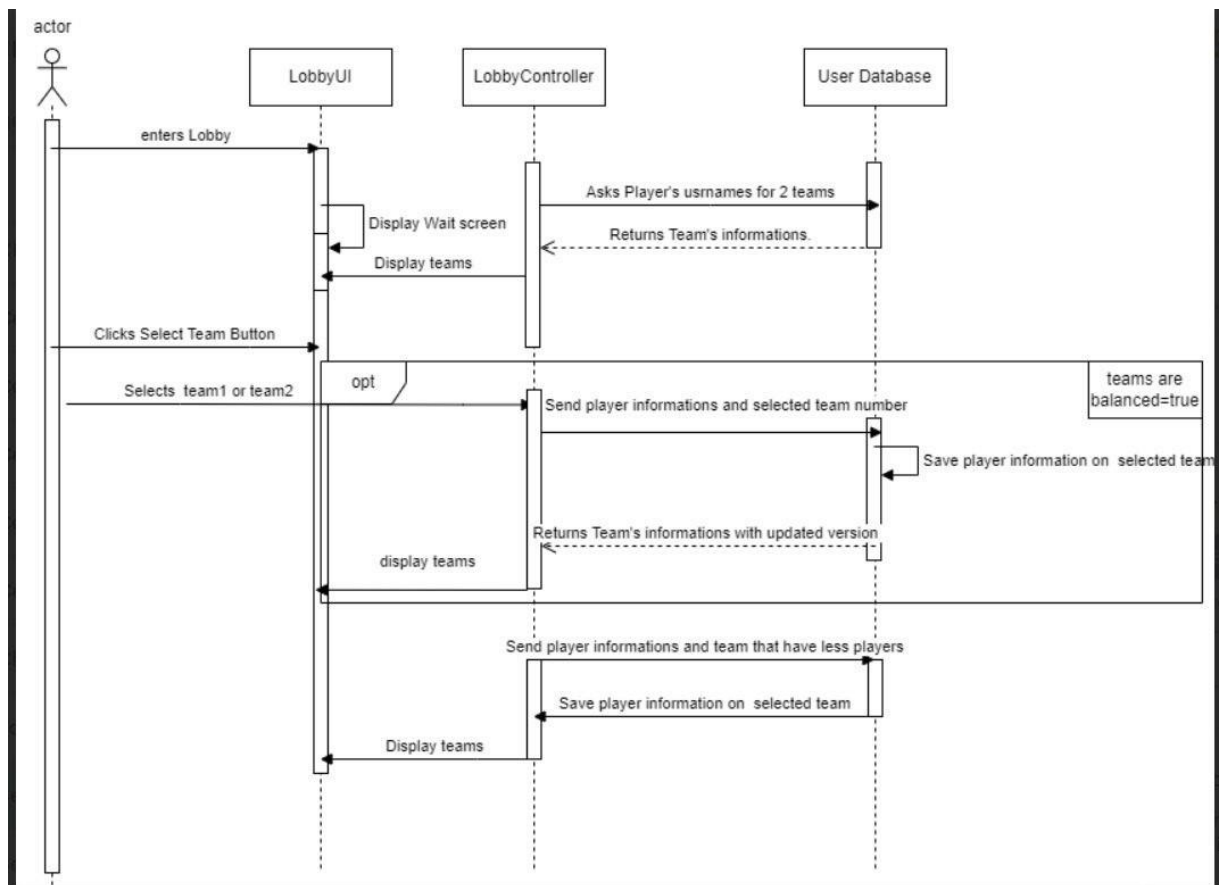 actor
LobbyUI
LobbyController
User Database
enters Lobby
Asks Player's usrnames for 2 teams
Display Wait screen
Returns Team's informations.
Display teams
Clicks Select Team Button
opt
teams are
balanced=true
Selects team1 or team2
Send player informations and selected team number
Save player information on selected team
Returns Team's informations with updated version
display teams
Send player informations and team that have less players
Save player information on selected team
Display teams